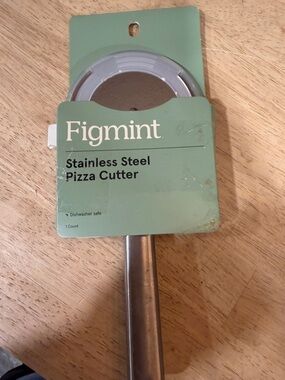 Figmint
Stainless Steel
Pizza Cutter
Dishwasher safe
1 Count